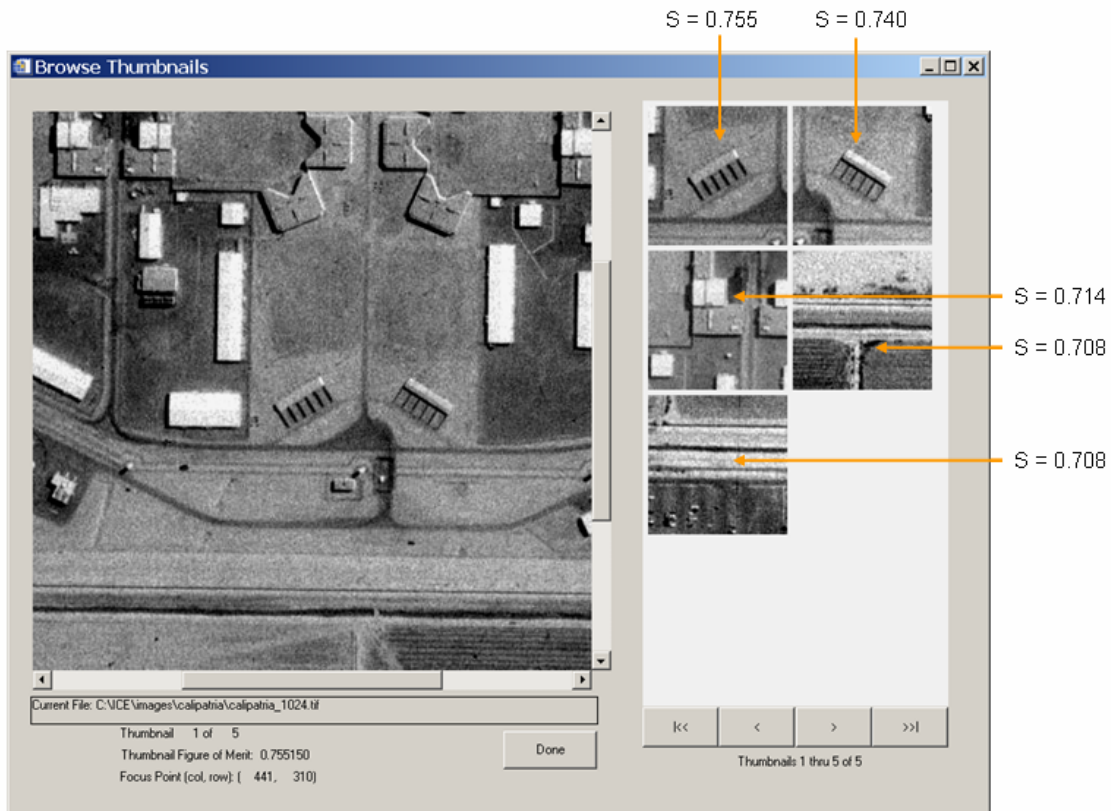 S = 0.755
S = 0.740
Browse Thumbnails
S = 0.714
S = 0.708
S = 0.708
Current File: C:\ICE\images\calipatria\calipatria_1024.tif
Thumbnail 1 of 5
Thumbnail Figure of Merit: 0.755150
Focus Point (col, row): ( 441, 310)
Done
|<< < > >>|
Thumbnails 1 thru 5 of 5